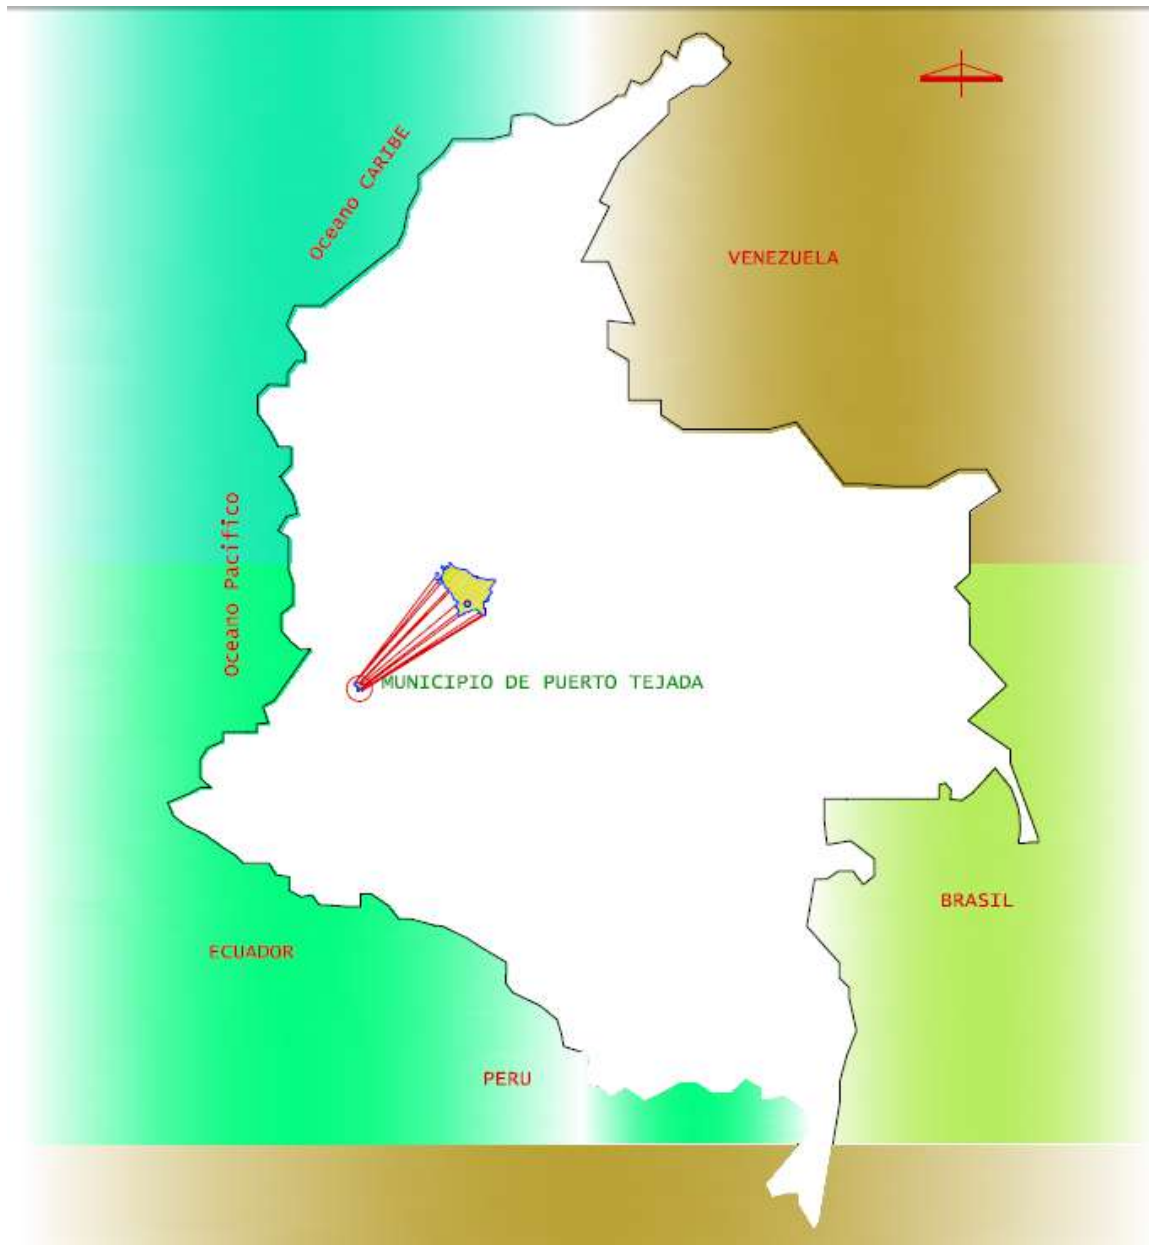 Oceano CARIBE
VENEZUELA
Oceano Pacifico
MUNICIPIO DE PUERTO TEJADA
BRASIL
ECUADOR
PERU